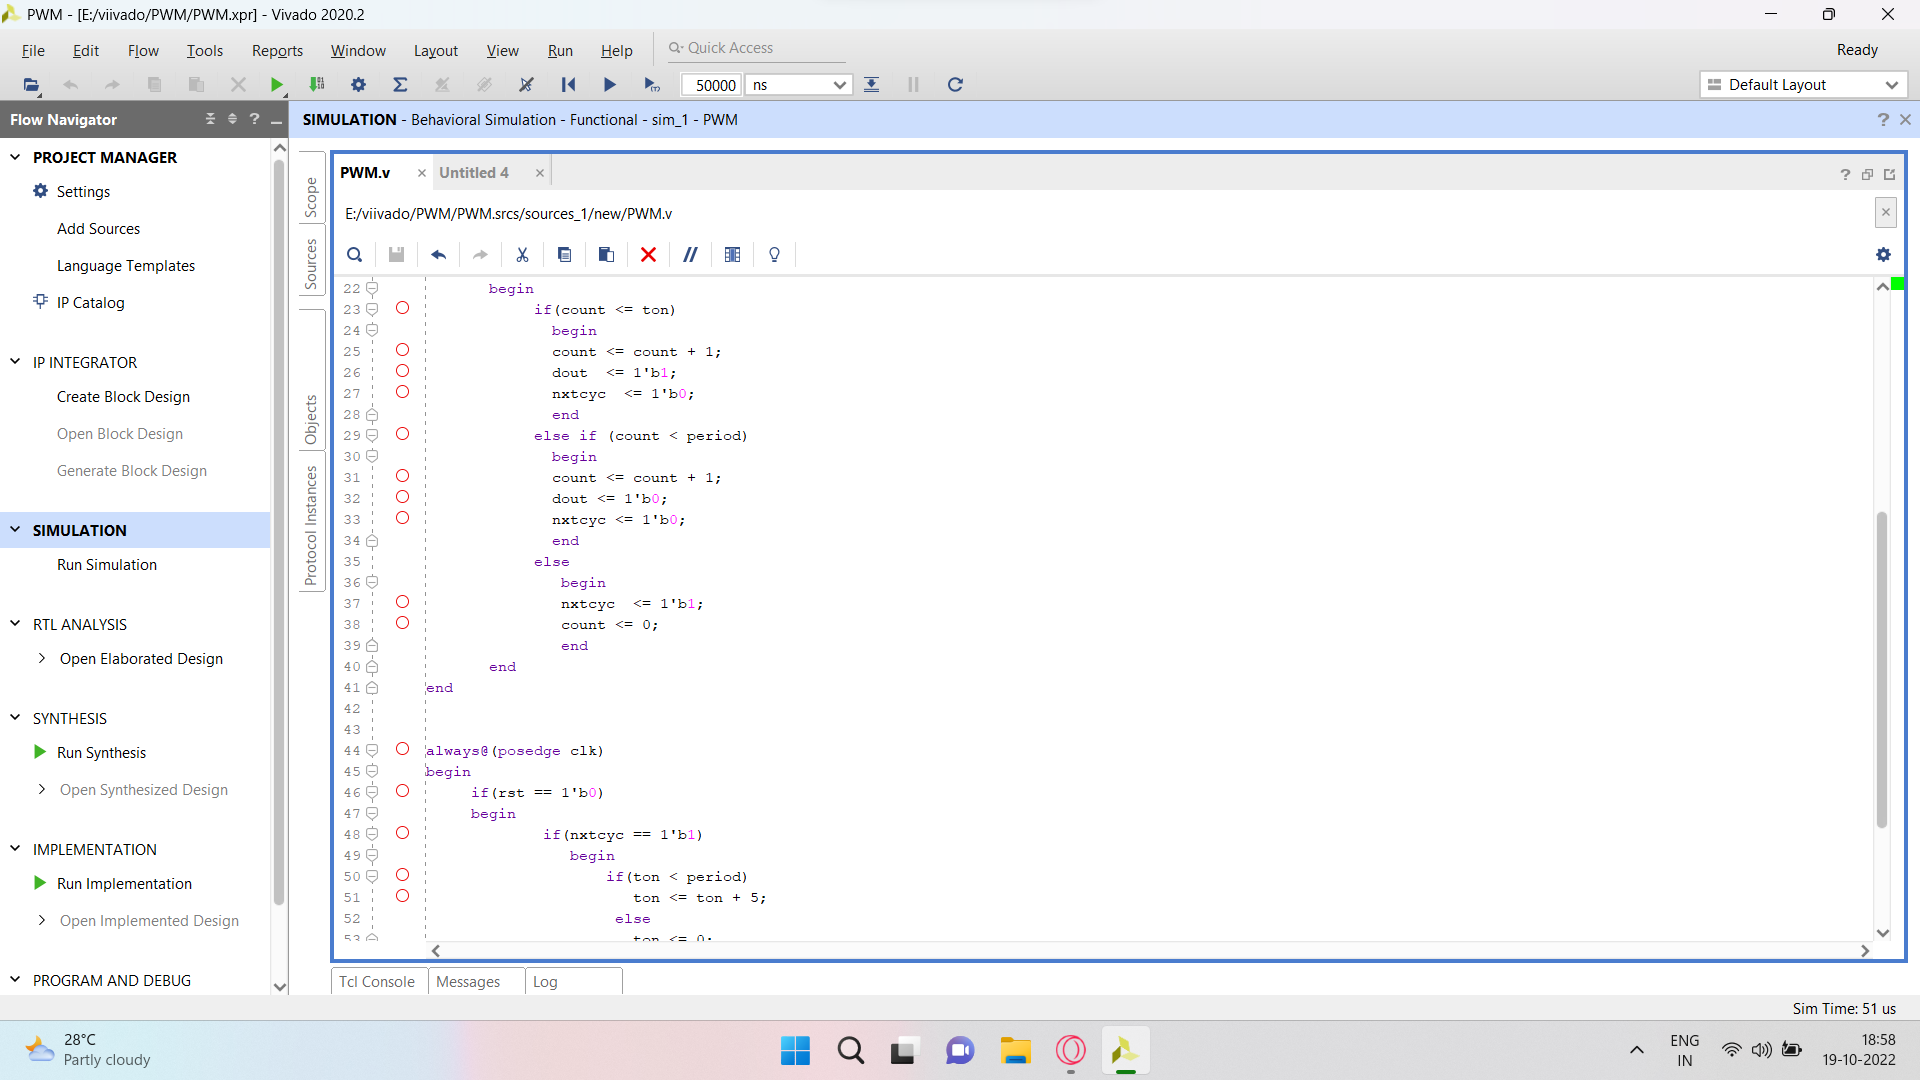 PWM - [E:/viivado/PWM/PWM.xpr] - Vivado 2020.2
File Edit Flow Tools Reports Window Layout View Run Help Quick Access Ready
50000 ns Default Layout
Flow Navigator ? SIMULATION - Behavioral Simulation - Functional - sim_1 - PWM ?
PROJECT MANAGER
Settings
Add Sources
Language Templates
IP Catalog
IP INTEGRATOR
Create Block Design
Open Block Design
Generate Block Design
SIMULATION
Run Simulation
RTL ANALYSIS
Open Elaborated Design
SYNTHESIS
Run Synthesis
Open Synthesized Design
IMPLEMENTATION
Run Implementation
Open Implemented Design
PROGRAM AND DEBUG
Scope
Sources
Objects
Protocol Instances
PWM.v Untitled 4 ?
E:/viivado/PWM/PWM.srcs/sources_1/new/PWM.v
22 begin
23 if(count <= ton)
24 begin
25 count <= count + 1;
26 dout  <= 1'b1;
27 nxtcyc  <= 1'b0;
28 end
29 else if (count < period)
30 begin
31 count <= count + 1;
32 dout <= 1'b0;
33 nxtcyc <= 1'b0;
34 end
35 else
36 begin
37 nxtcyc  <= 1'b1;
38 count <= 0;
39 end
40 end
41 end
42
43
44 always@(posedge clk)
45 begin
46 if(rst == 1'b0)
47 begin
48 if(nxtcyc == 1'b1)
49 begin
50 if(ton < period)
51 ton <= ton + 5;
52 else
53 ton <= 0;
Tcl Console Messages Log
Sim Time: 51 us
28°C
Partly cloudy
ENG
IN
18:58
19-10-2022